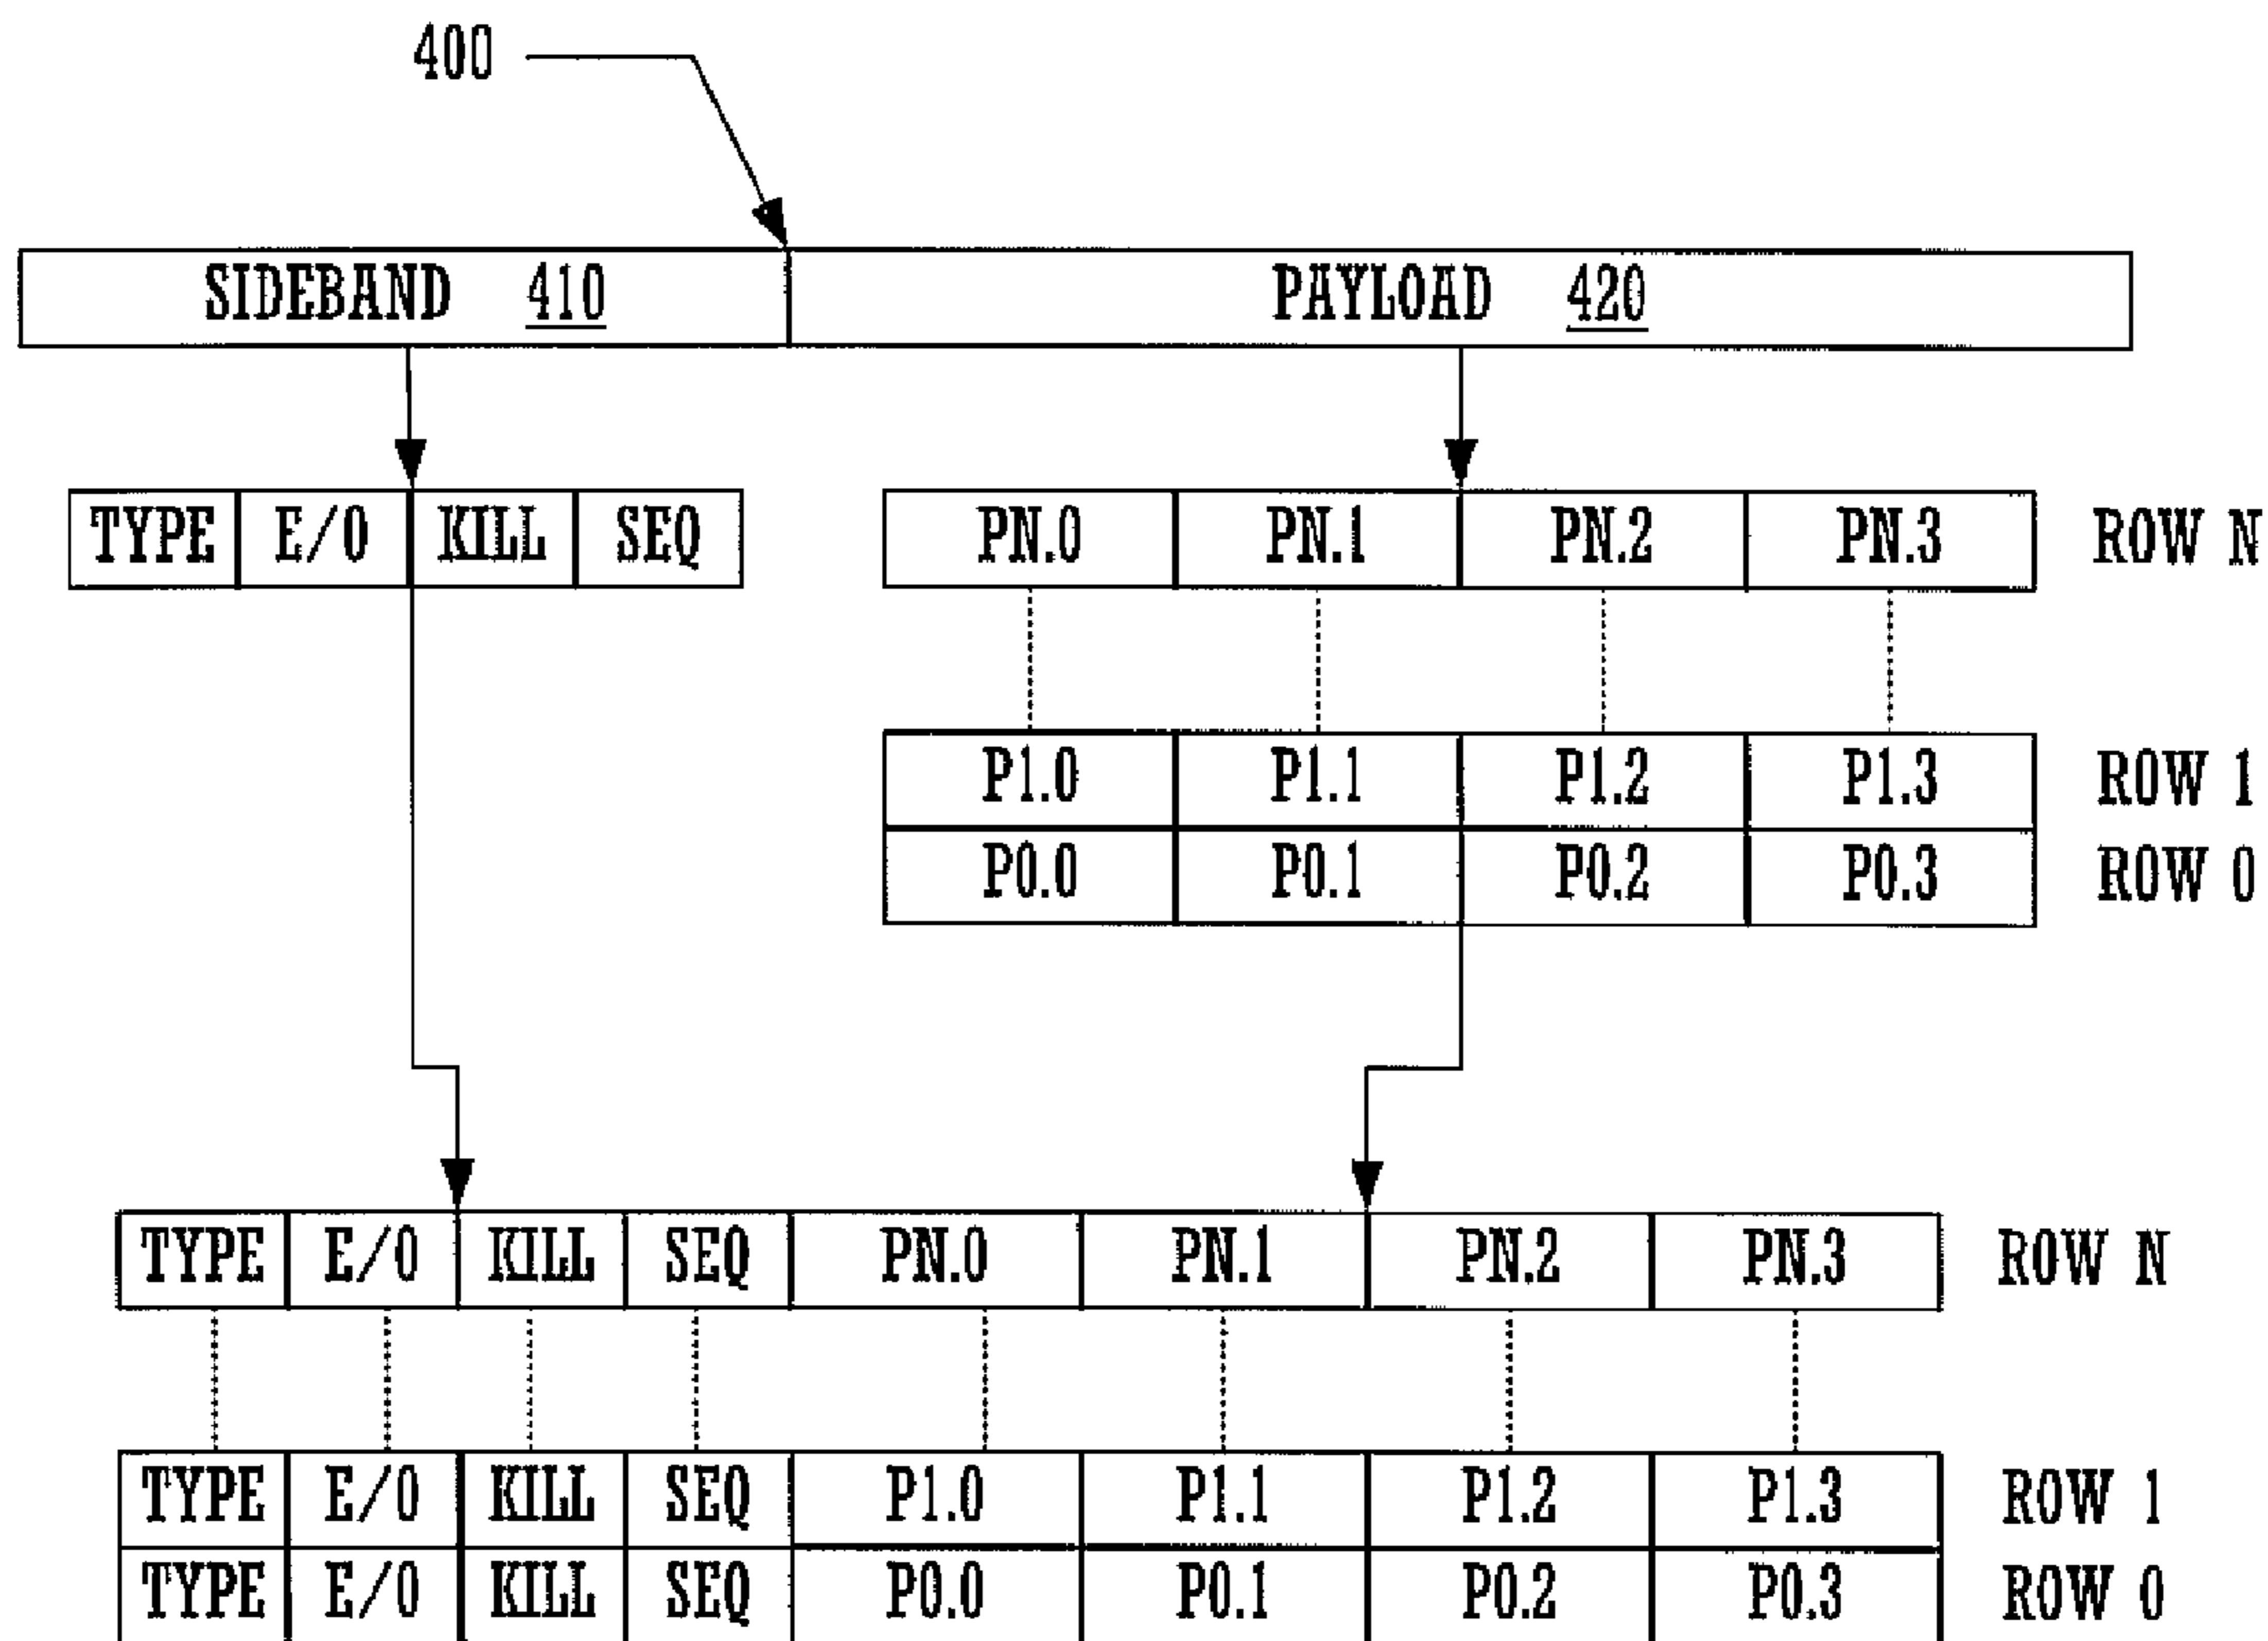 400
SIDEBAND 410 PAYLOAD 420
TYPE E/O KILL SEQ PN.0 PN.1 PN.2 PN.3 ROW N
P1.0 P1.1 P1.2 P1.3 ROW 1
P0.0 P0.1 P0.2 P0.3 ROW 0
TYPE E/O KILL SEQ PN.0 PN.1 PN.2 PN.3 ROW N
TYPE E/O KILL SEQ P1.0 P1.1 P1.2 P1.3 ROW 1
TYPE E/O KILL SEQ P0.0 P0.1 P0.2 P0.3 ROW 0